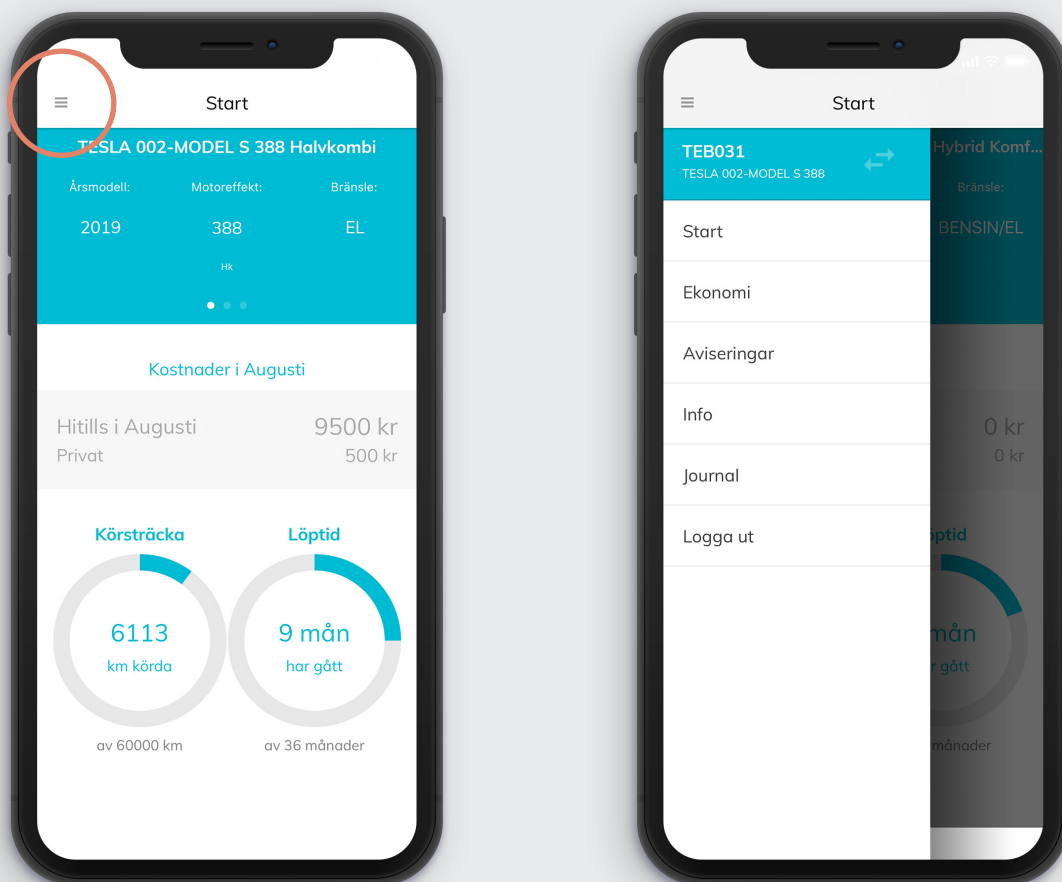 Start
TESLA 002-MODEL S 388 Halvkombi
Årsmodell: Motoreffekt: Bränsle:
2019 388 EL
Hk
Kostnader i Augusti
Hitills i Augusti 9500 kr
Privat 500 kr
Körsträcka Löptid
6113 9 mån
km körda har gått
av 60000 km av 36 månader
Start
TEB031
TESLA 002-MODEL S 388
Hybrid Komf...
Bränsle:
BENSIN/EL
Start
Ekonomi
Aviseringar
Info
Journal
Logga ut
0 kr
0 kr
öptid
mån
r gått
månader